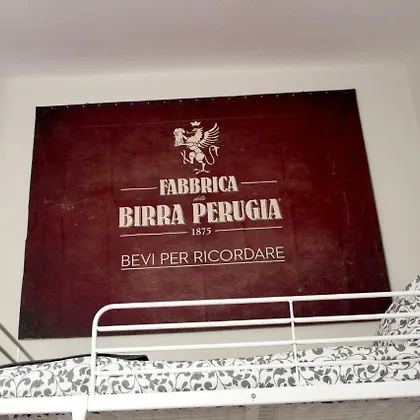 FABBRICA
della
BIRRA PERUGIA
1875
BEVI PER RICORDARE